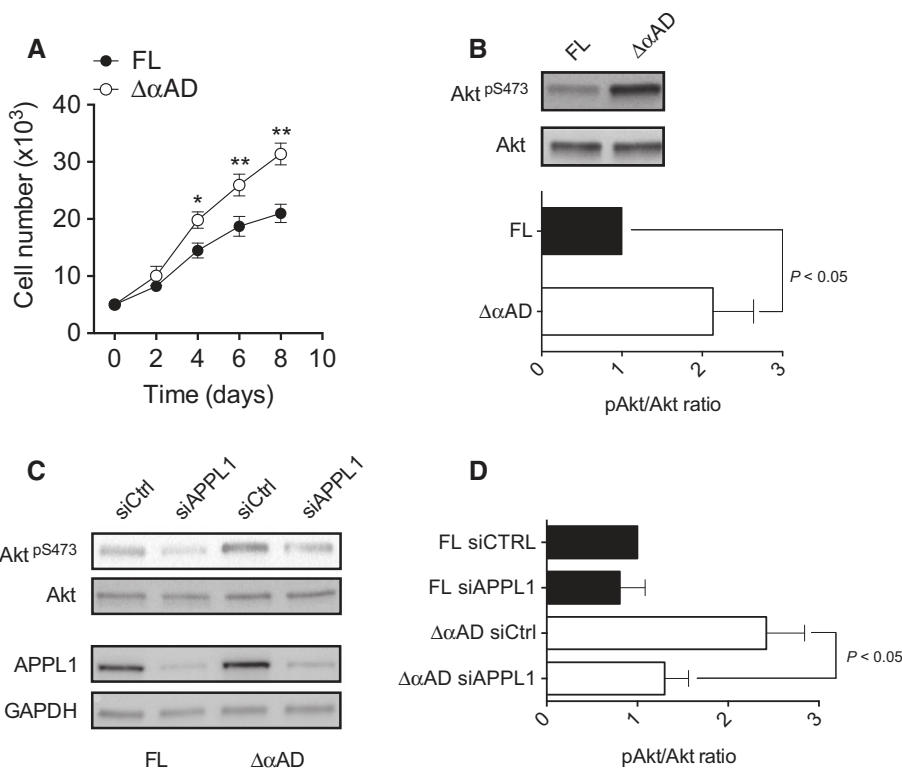 A
FL
ΔαAD
Cell number (x10³)
40
30
20
10
0
*
**
**
0 2 4 6 8 10
Time (days)
B
FL ΔαAD
Akt pS473
Akt
FL
ΔαAD
P < 0.05
0 1 2 3
pAkt/Akt ratio
C
siCtrl siAPPL1 siCtrl siAPPL1
Akt pS473
Akt
APPL1
GAPDH
FL ΔαAD
D
FL siCTRL
FL siAPPL1
ΔαAD siCtrl
ΔαAD siAPPL1
P < 0.05
0 1 2 3
pAkt/Akt ratio